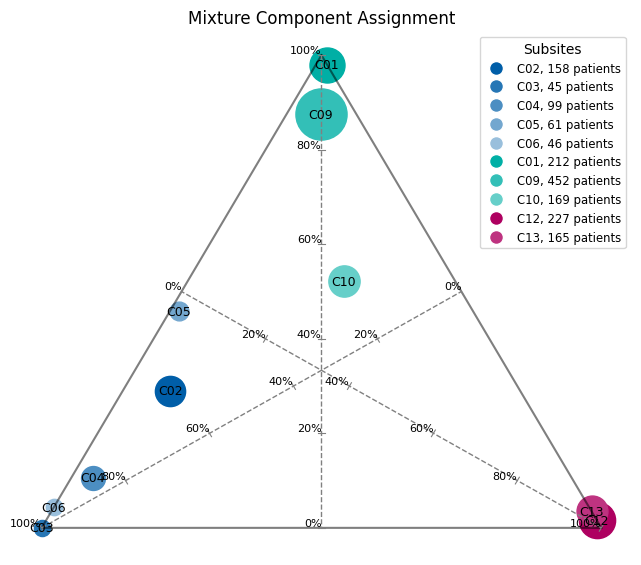 Mixture Component Assignment
Subsites
C02, 158 patients
C03, 45 patients
C04, 99 patients
C05, 61 patients
C06, 46 patients
C01, 212 patients
C09, 452 patients
C10, 169 patients
C12, 227 patients
C13, 165 patients
100%
C01
C09
80%
60%
C10
0%
0%
C05
20%
40%
20%
40%
40%
C02
60%
20%
60%
C04
80%
80%
C06
C13
100%
0%
100%
C12
C03